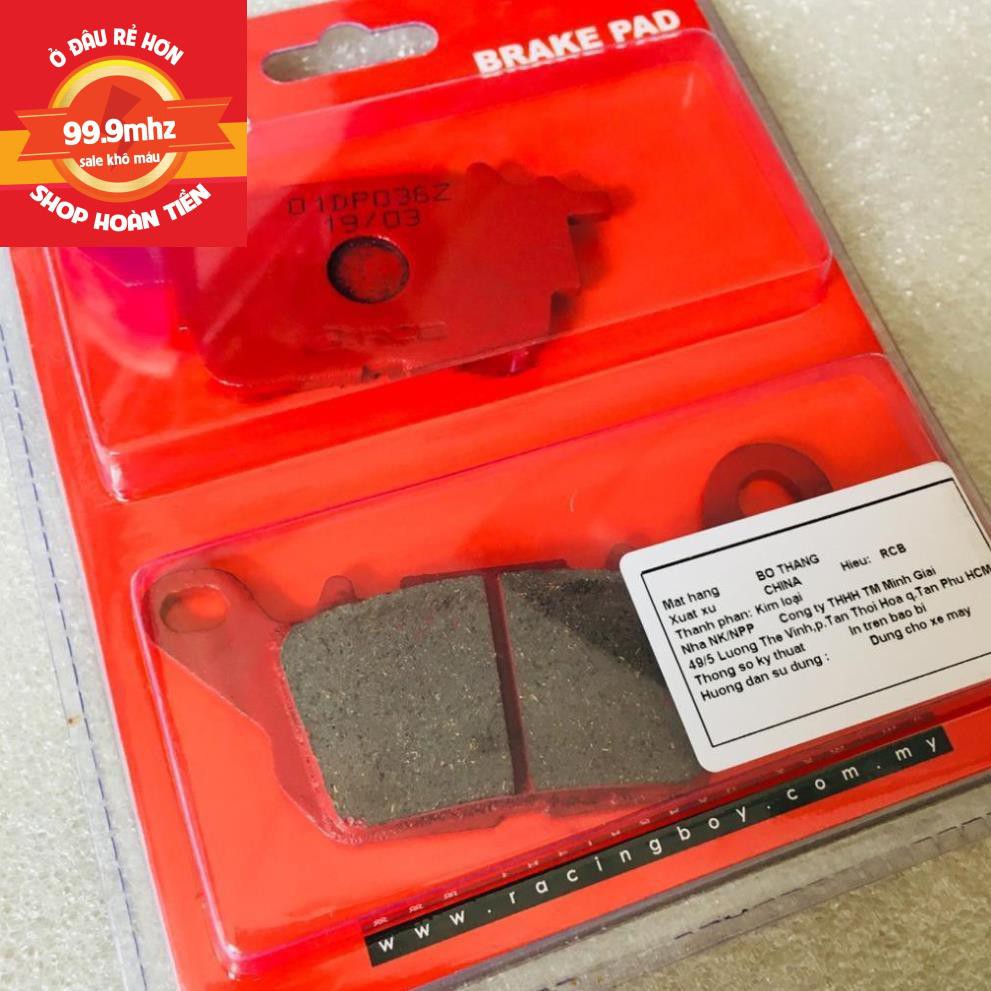 Ở ĐÂU RẺ HƠN
99.9mhz
sale khô máu
SHOP HOÀN TIỀN
BRAKE PAD
01DP036Z
19/03
Mat hang BO THANG Hieu: RCB
Xuat xu CHINA
Thanh phan: Kim loại
Nha NK/NPP Công ty THHH TM Minh Giai
49/5 Luong The Vinh,p.Tan Thoi Hoa q.Tan Phu HCM
Thong so ky thuat In tren bao bi
Huong dan su dung : Dung cho xe may
www.racingboy.com.my